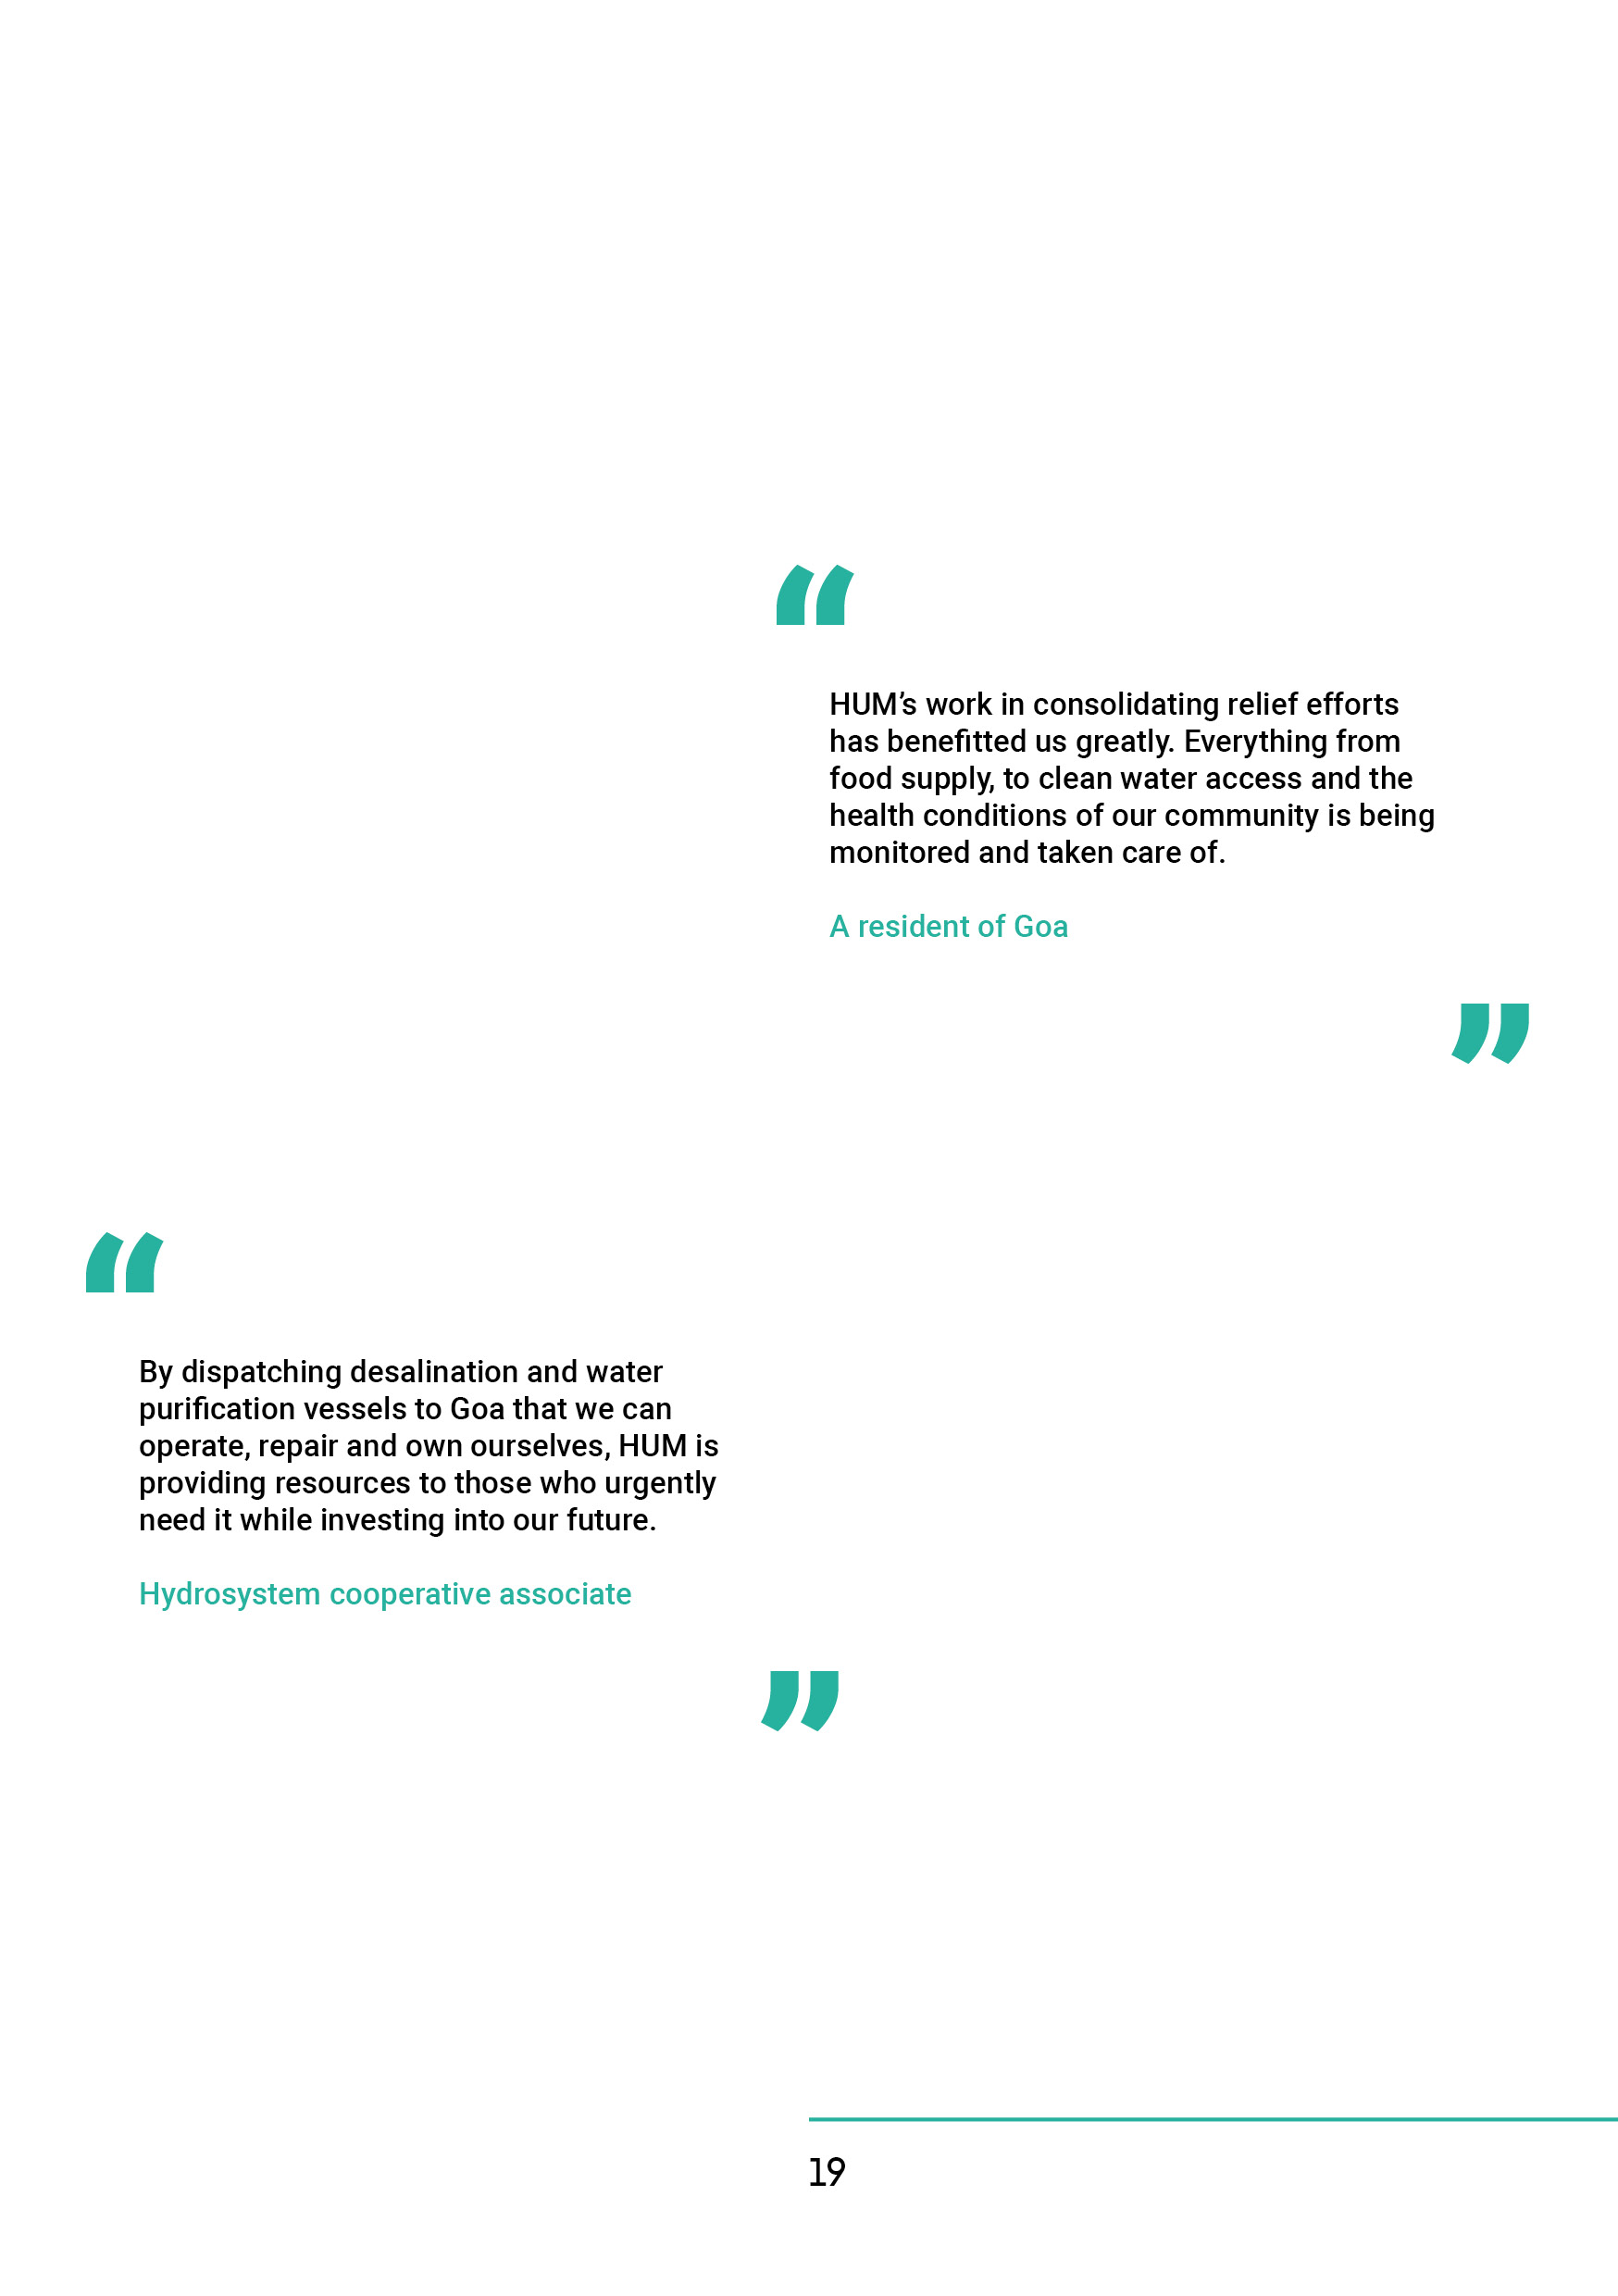 “
HUM’s work in consolidating relief efforts
has benefitted us greatly. Everything from
food supply, to clean water access and the
health conditions of our community is being
monitored and taken care of.
A resident of Goa
”
“
By dispatching desalination and water
purification vessels to Goa that we can
operate, repair and own ourselves, HUM is
providing resources to those who urgently
need it while investing into our future.
Hydrosystem cooperative associate
”
19